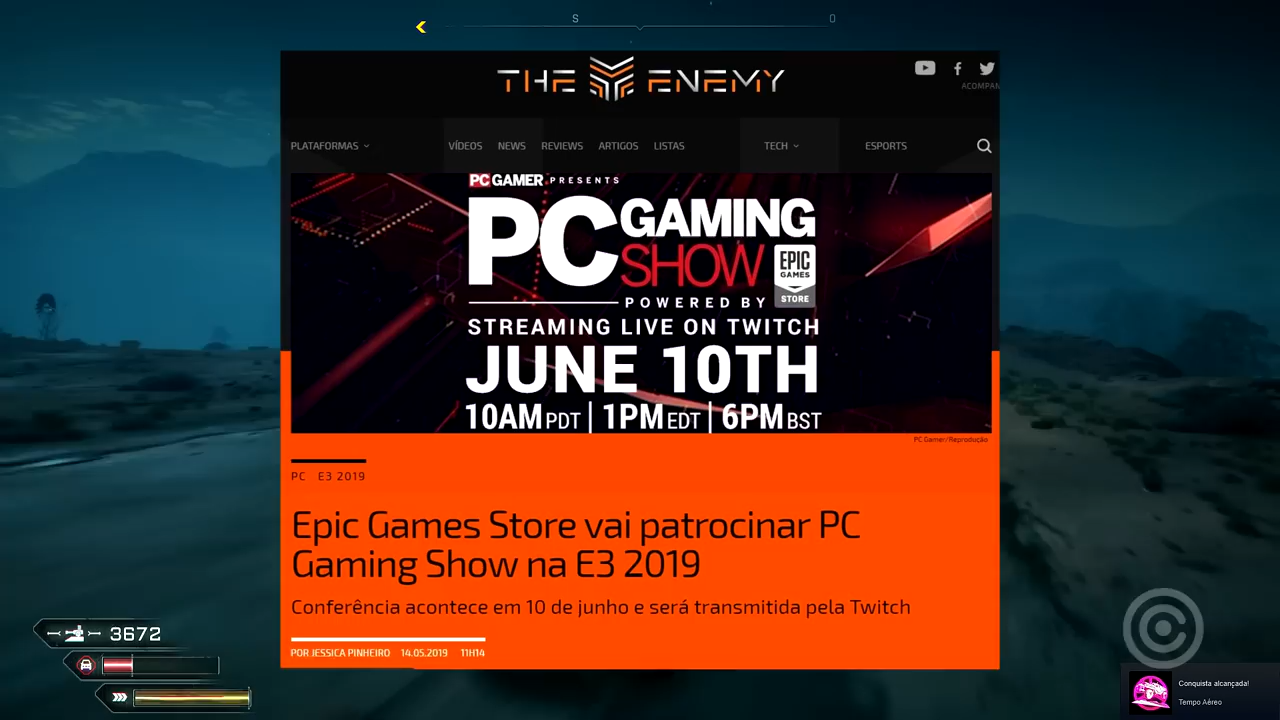 S
O
THE ENEMY
ACOMPAN
PLATAFORMAS
VÍDEOS
NEWS
REVIEWS
ARTIGOS
LISTAS
TECH
ESPORTS
PC GAMER PRESENTS
PC GAMING
SHOW
EPIC
GAMES
STORE
POWERED BY
STREAMING LIVE ON TWITCH
JUNE 10TH
10AM PDT | 1PM EDT | 6PM BST
PC Gamer/Reprodução
PC E3 2019
Epic Games Store vai patrocinar PC
Gaming Show na E3 2019
Conferência acontece em 10 de junho e será transmitida pela Twitch
POR JESSICA PINHEIRO 14.05.2019 11H14
3672
Conquista alcançada!
Tempo Aéreo